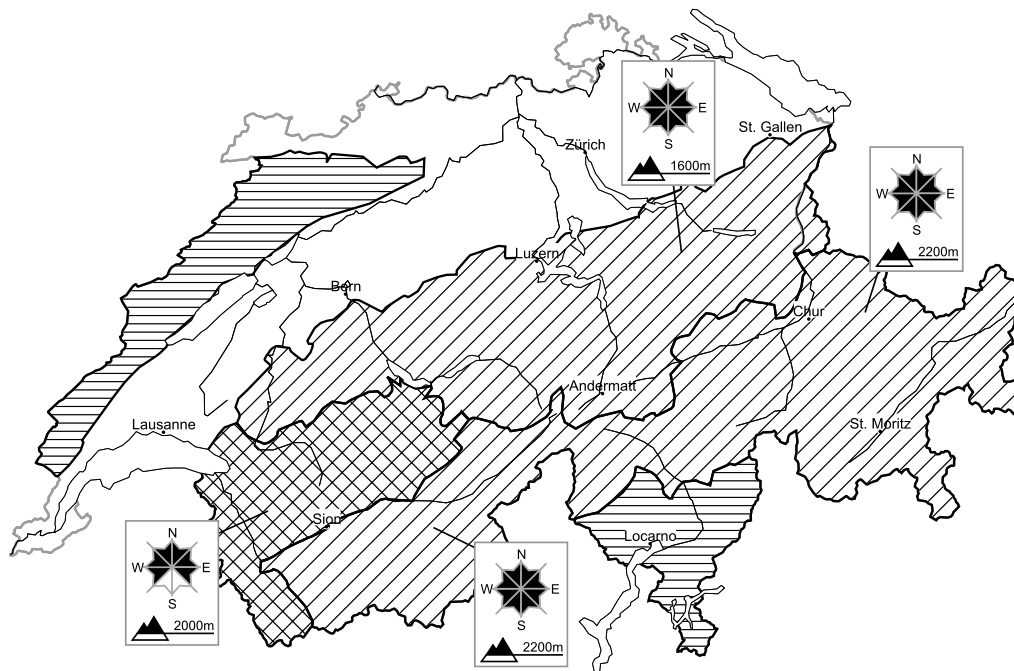 N
W E
S
1600m
St. Gallen
Zürich
N
W E
S
2200m
Luzern
Bern
Chur
Andermatt
St. Moritz
Lausanne
Sion
Locarno
N
W E
S
2000m
N
W E
S
2200m